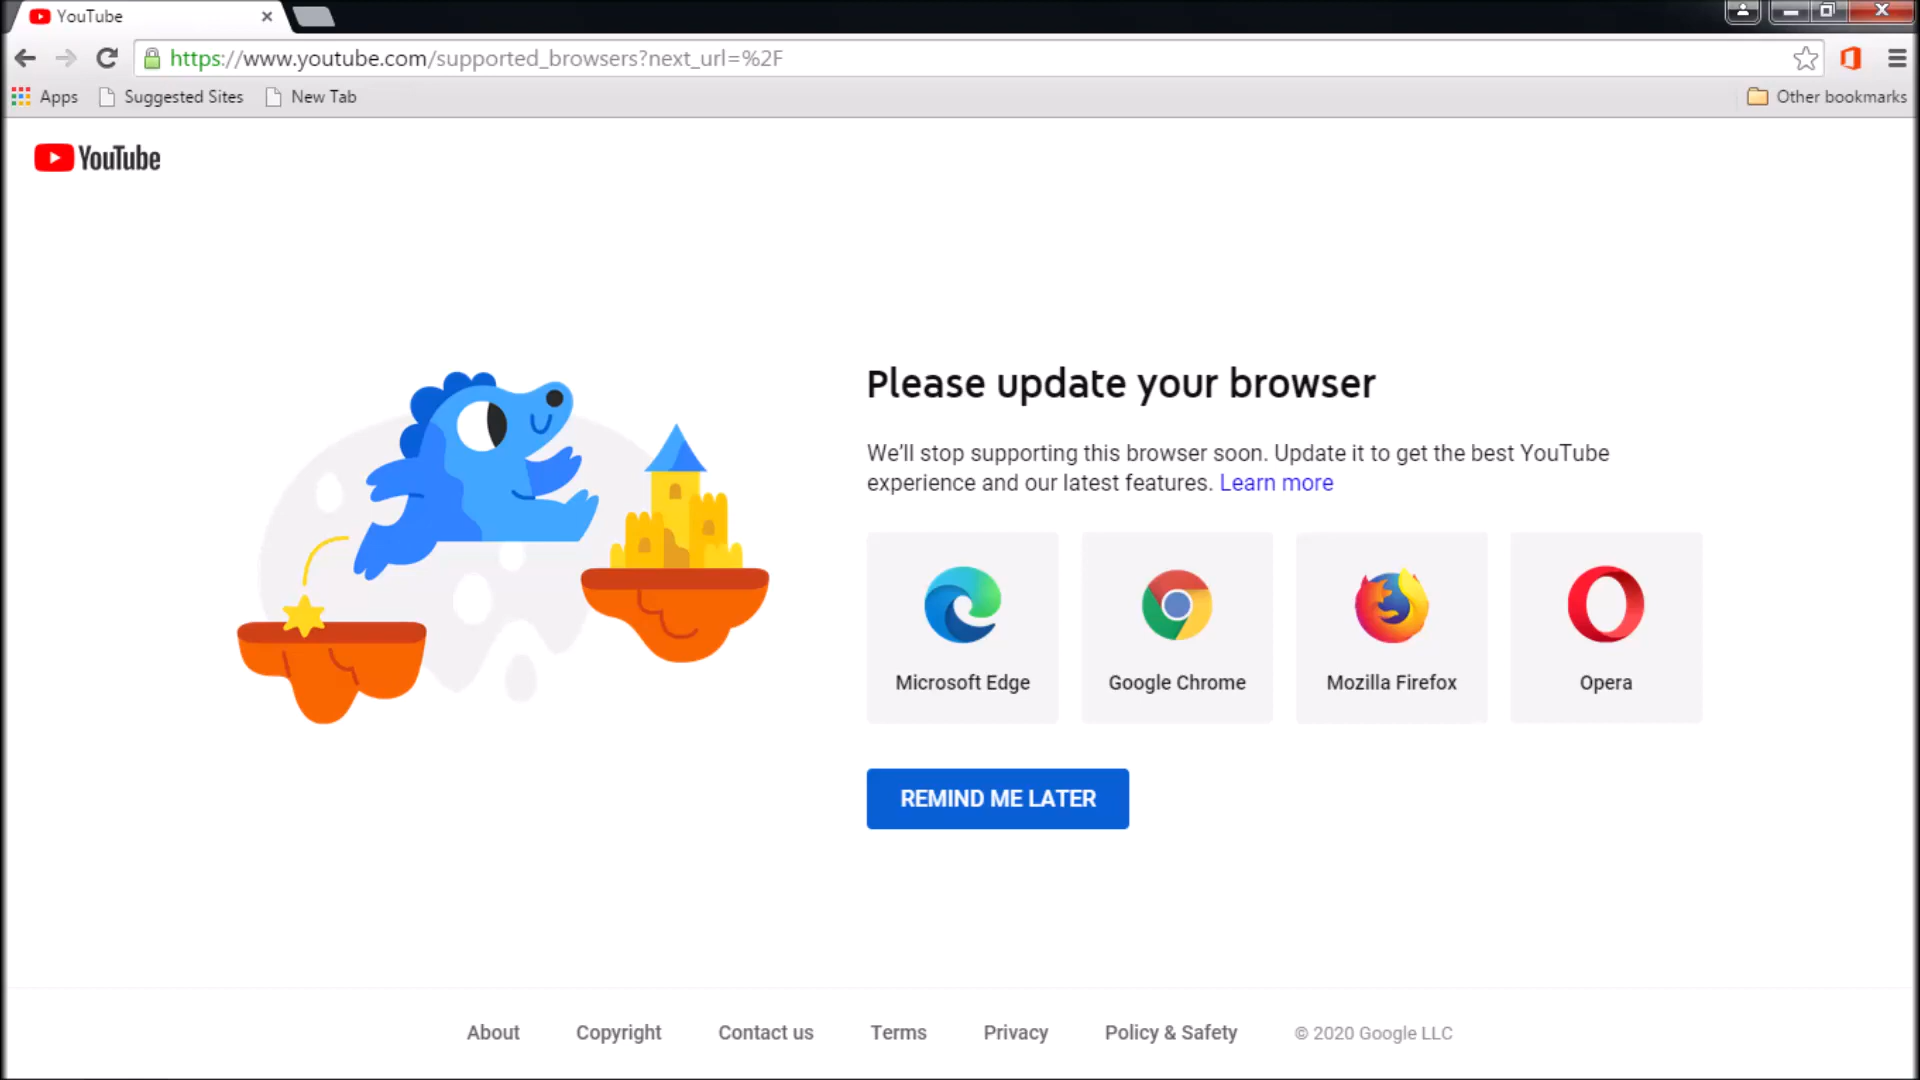 YouTube
https://www.youtube.com/supported_browsers?next_url=%2F
Apps Suggested Sites New Tab Other bookmarks
YouTube
Please update your browser
We'll stop supporting this browser soon. Update it to get the best YouTube
experience and our latest features. Learn more
Microsoft Edge Google Chrome Mozilla Firefox Opera
REMIND ME LATER
About Copyright Contact us Terms Privacy Policy & Safety © 2020 Google LLC